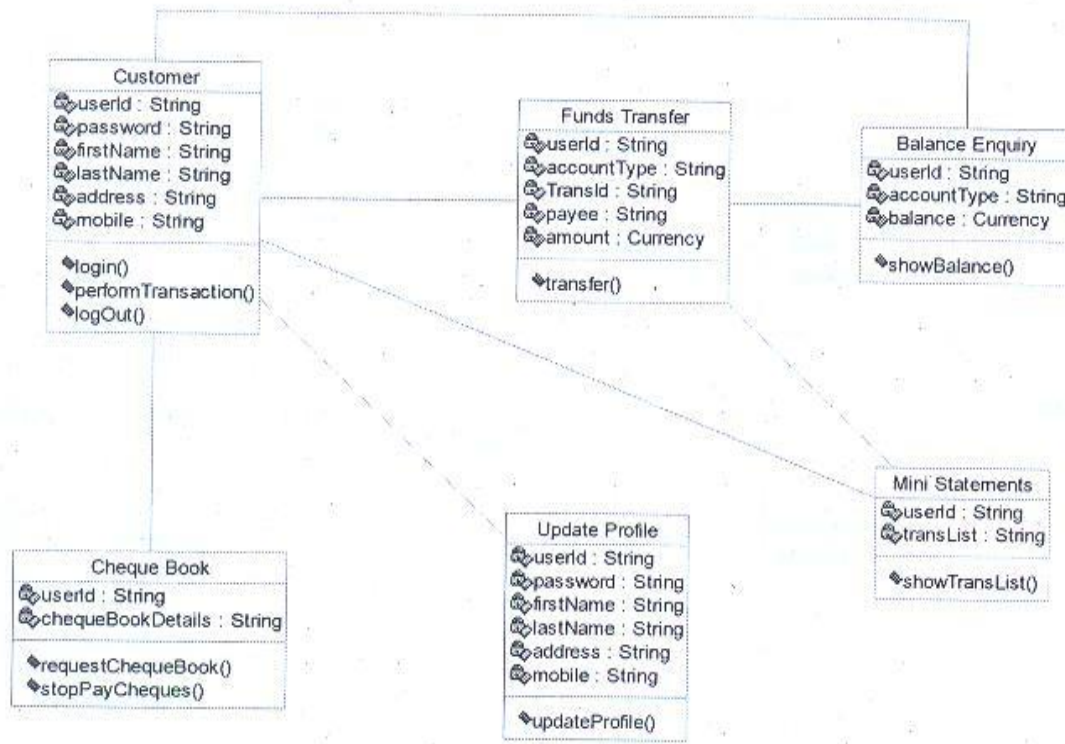 Customer
userId : String
password : String
firstName : String
lastName : String
address : String
mobile : String
login()
performTransaction()
logOut()
Funds Transfer
userId : String
accountType : String
TransId : String
payee : String
amount : Currency
transfer()
Balance Enquiry
userId : String
accountType : String
balance : Currency
showBalance()
Mini Statements
userId : String
transList : String
showTransList()
Update Profile
userId : String
password : String
firstName : String
lastName : String
address : String
mobile : String
updateProfile()
Cheque Book
userId : String
chequeBookDetails : String
requestChequeBook()
stopPayCheques()